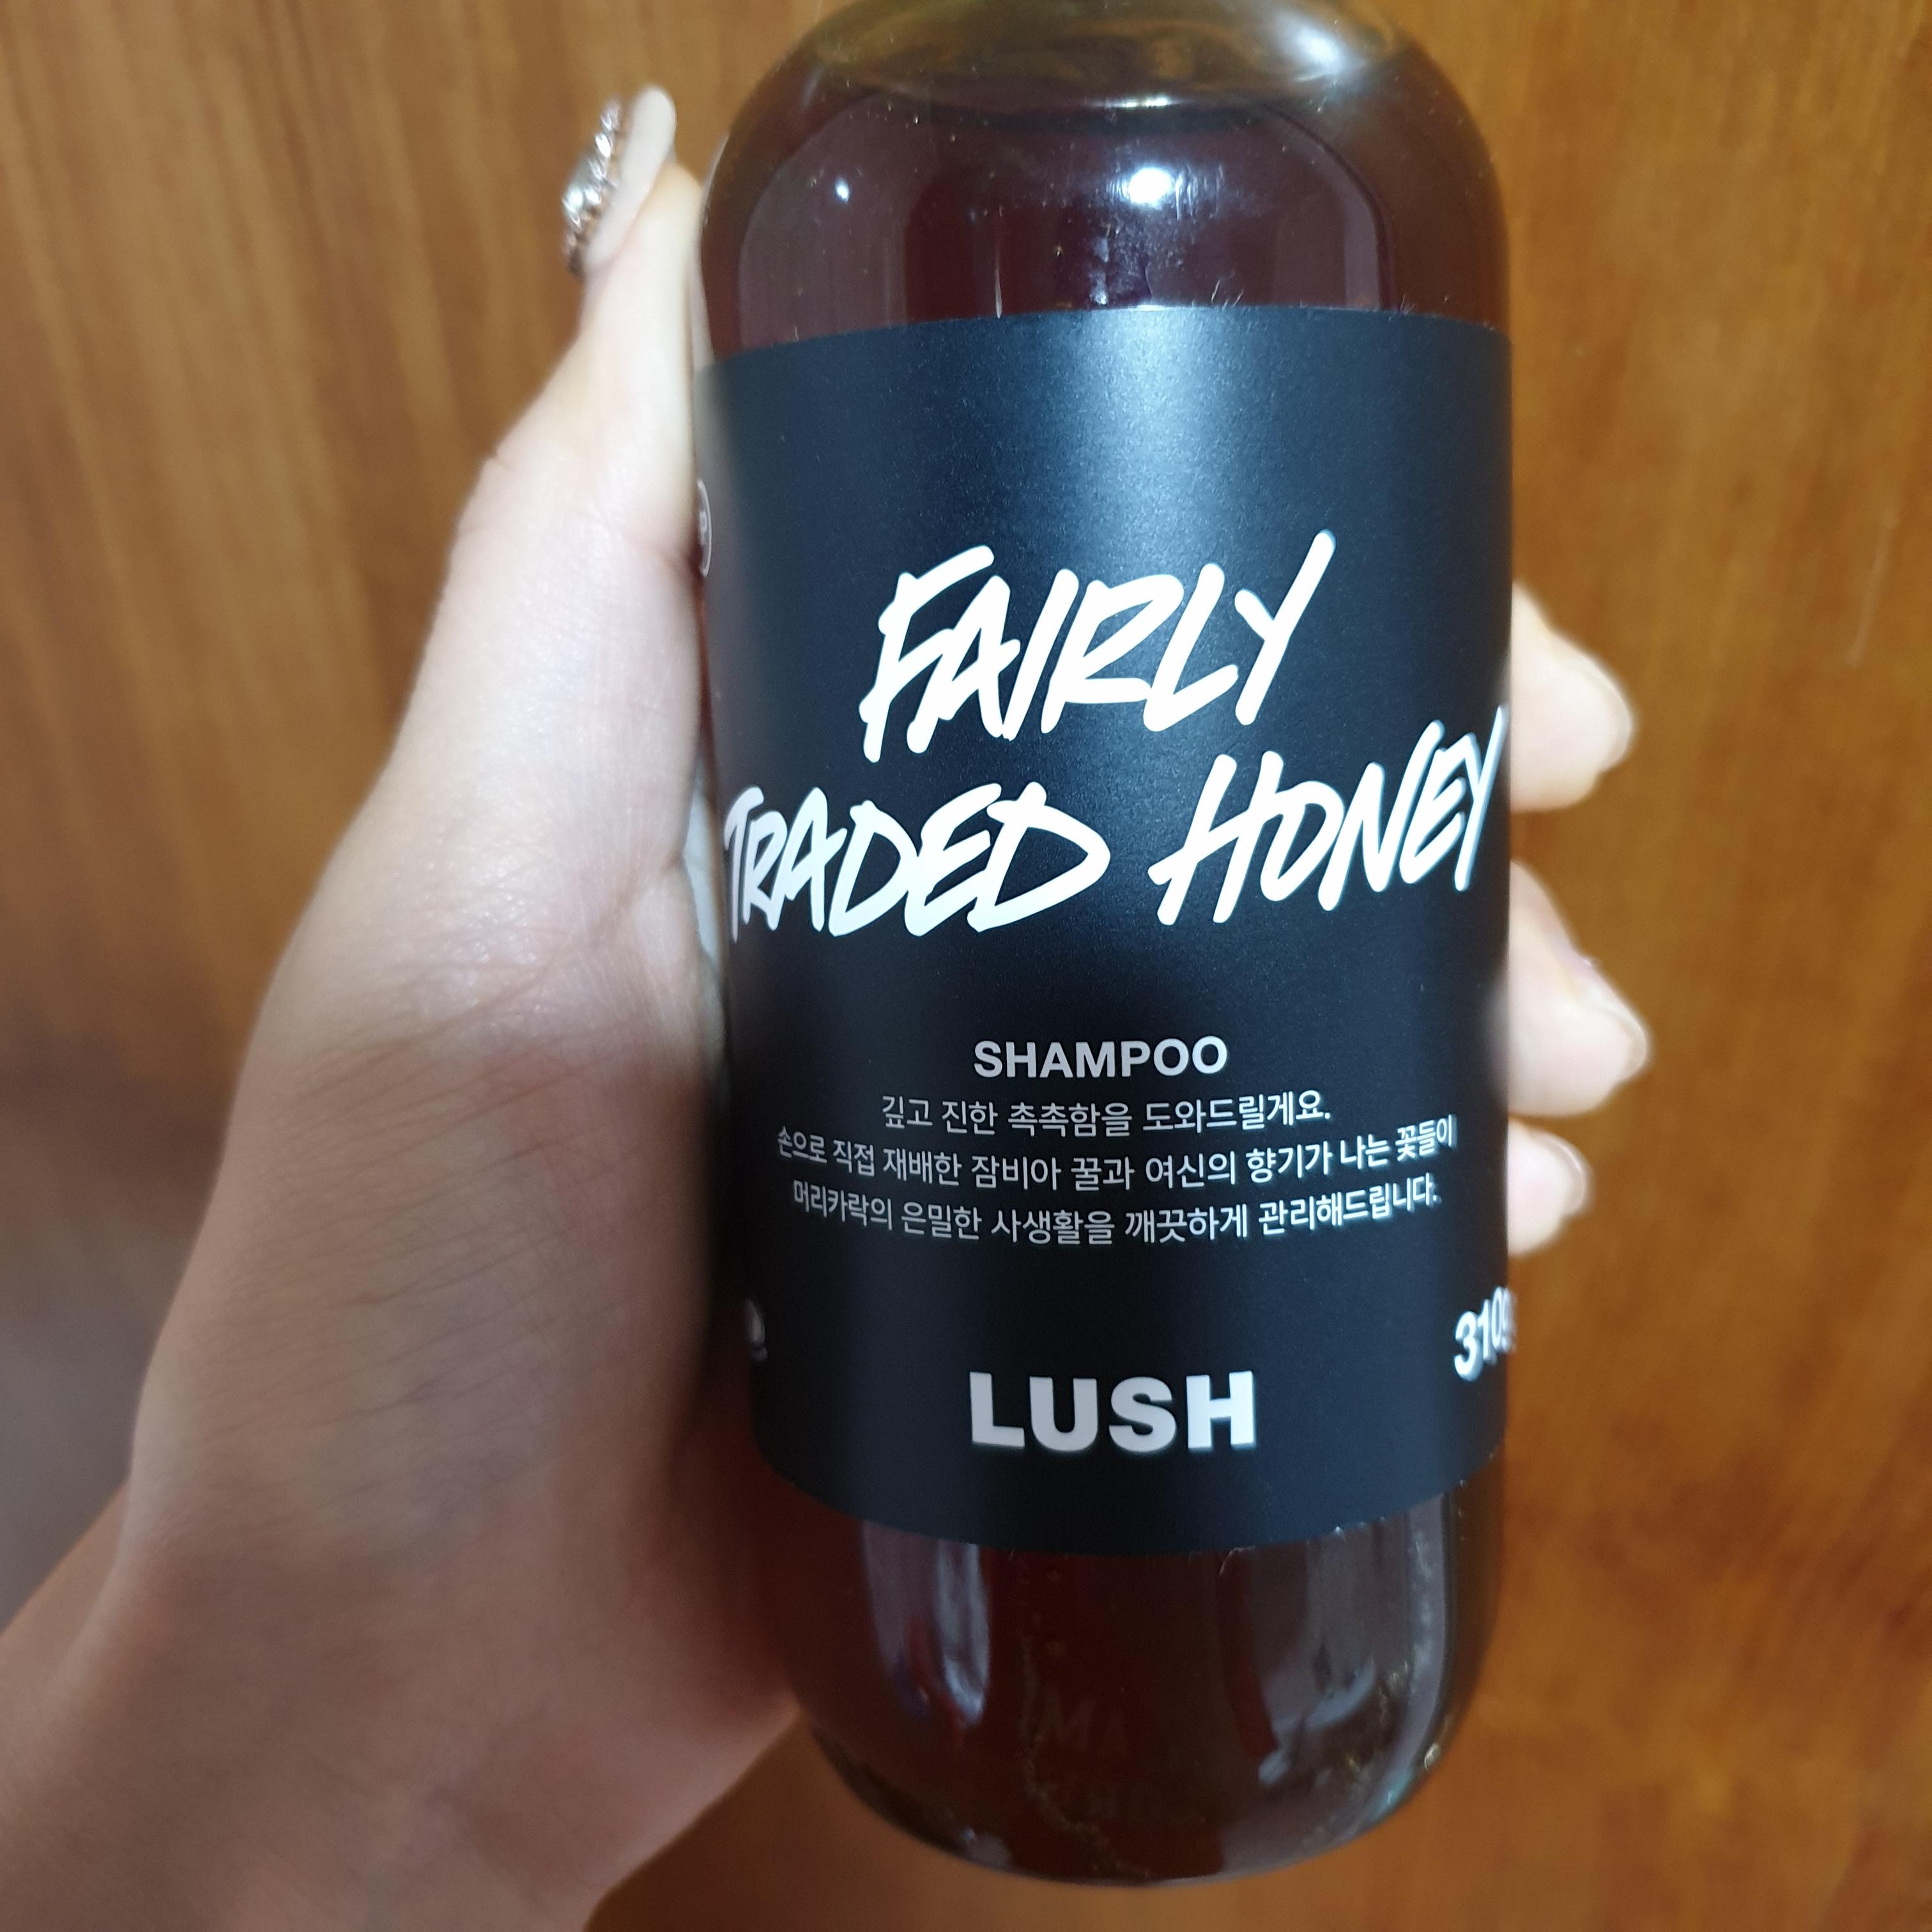 FAIRLY
TRADED HONEY
SHAMPOO
깊고 진한 촉촉함을 도와드릴게요.
손으로 직접 재배한 잠비아 꿀과 여신의 향기가 나는 꽃들이
머리카락의 은밀한 사생활을 깨끗하게 관리해드립니다.
310g
LUSH